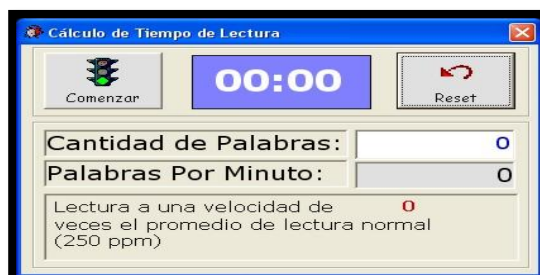 Cálculo de Tiempo de Lectura
00:00
Comenzar
Reset
Cantidad de Palabras: 0
Palabras Por Minuto: 0
Lectura a una velocidad de 0
veces el promedio de lectura normal
(250 ppm)